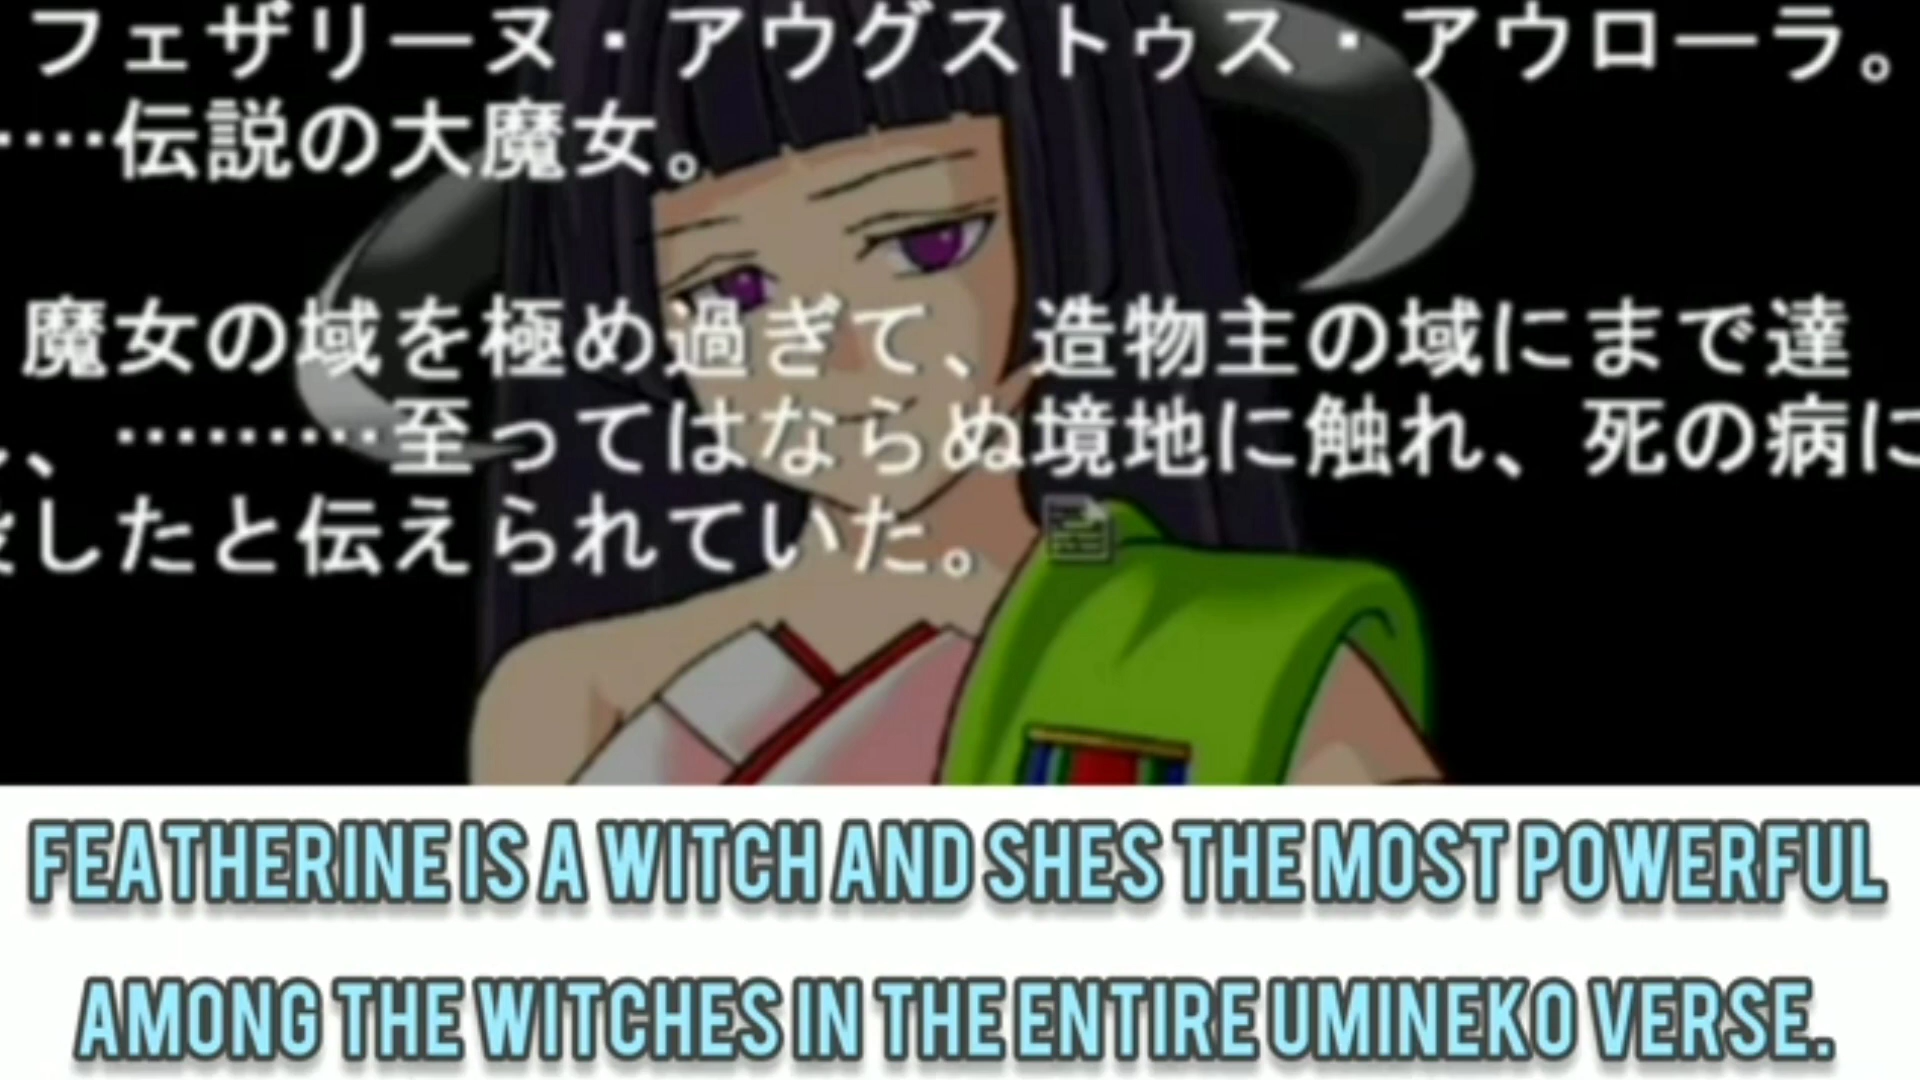 フェザリーヌ・アウグストゥス・アウローラ。
……伝説の大魔女。
魔女の域を極め過ぎて、造物主の域にまで達
し、………至ってはならぬ境地に触れ、死の病に
没したと伝えられていた。
FEATHERINE IS A WITCH AND SHES THE MOST POWERFUL
AMONG THE WITCHES IN THE ENTIRE UMINEKO VERSE.